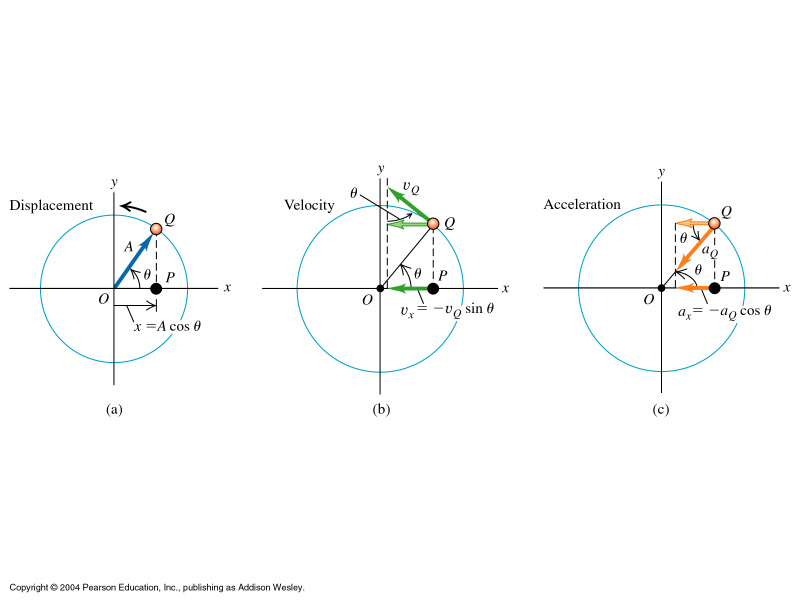 Displacement
y
Q
A
θ
P
O
x
x = A cos θ
(a)
Velocity
y
θ
v_Q
Q
θ
P
O
x
v_x = −v_Q sin θ
(b)
Acceleration
y
Q
θ
a_Q
θ
P
O
x
a_x = −a_Q cos θ
(c)
Copyright © 2004 Pearson Education, Inc., publishing as Addison Wesley.